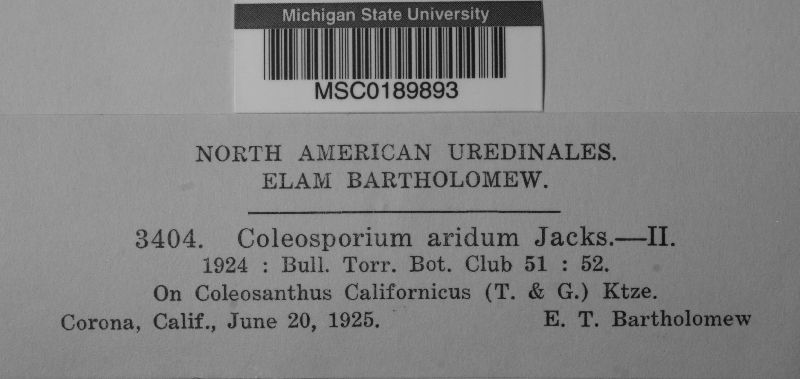 Michigan State University
MSC0189893
NORTH AMERICAN UREDINALES.
ELAM BARTHOLOMEW.
3404. Coleosporium aridum Jacks.—II.
1924 : Bull. Torr. Bot. Club 51 : 52.
On Coleosanthus Californicus (T. & G.) Ktze.
Corona, Calif., June 20, 1925. E. T. Bartholomew